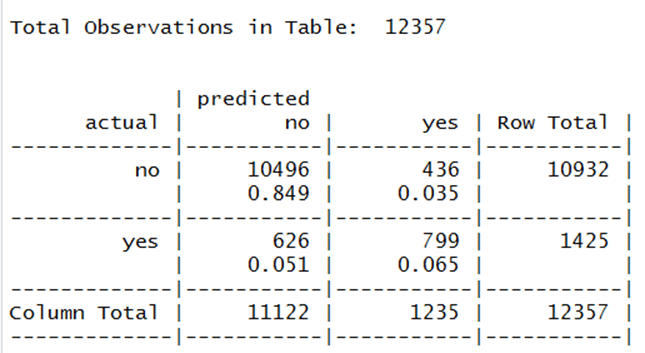 Total Observations in Table:  12357
             | predicted
      actual |        no |       yes | Row Total |
-------------|-----------|-----------|-----------|
          no |     10496 |       436 |     10932 |
             |     0.849 |     0.035 |           |
-------------|-----------|-----------|-----------|
         yes |       626 |       799 |      1425 |
             |     0.051 |     0.065 |           |
-------------|-----------|-----------|-----------|
Column Total |     11122 |      1235 |     12357 |
-------------|-----------|-----------|-----------|